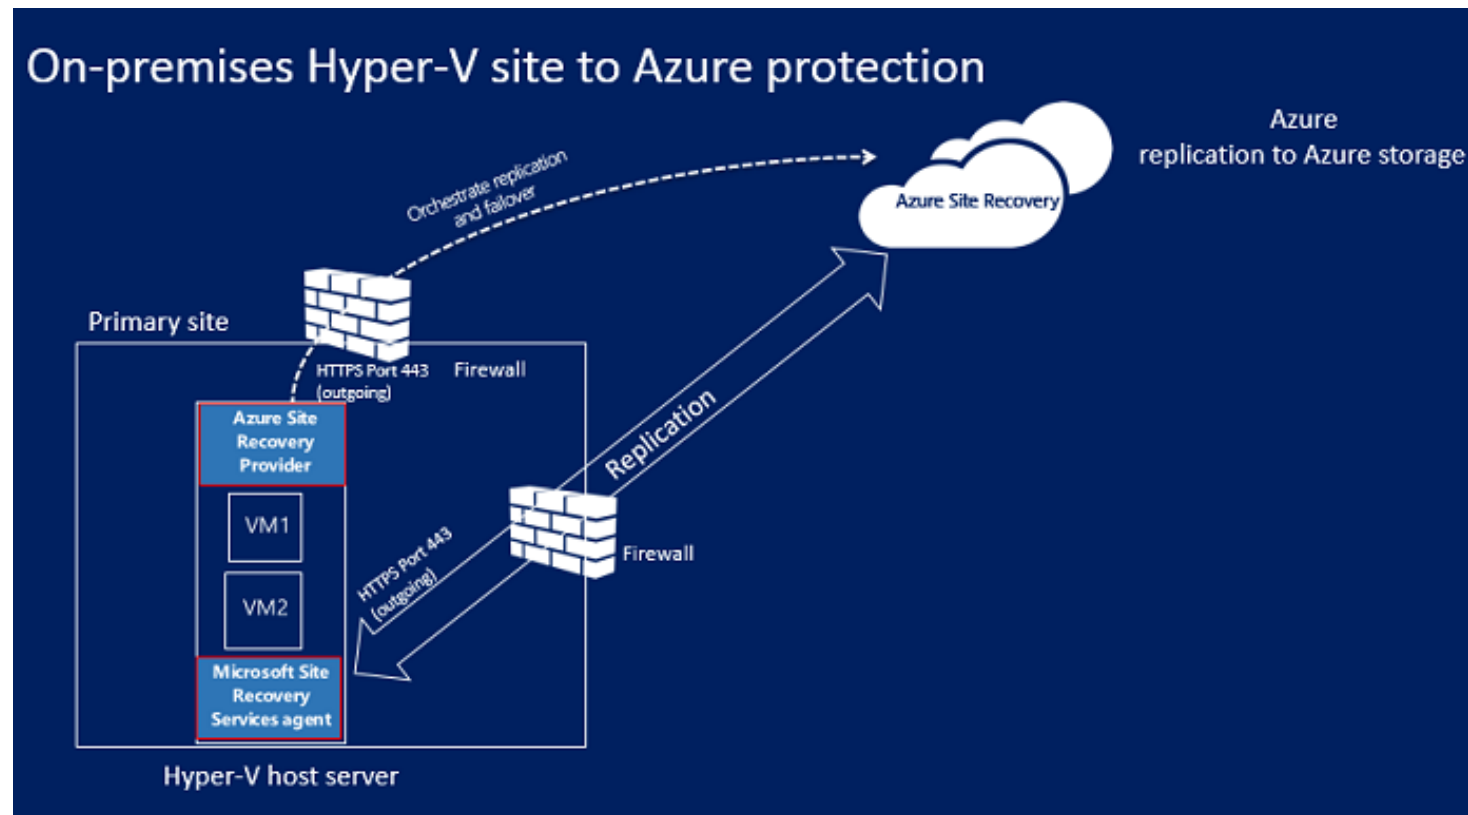 On-premises Hyper-V site to Azure protection
Azure
replication to Azure storage
Orchestrate replication
and failover
Azure Site Recovery
Primary site
HTTPS Port 443
(outgoing)
Firewall
Azure Site
Recovery
Provider
Replication
VM1
HTTPS Port 443
(outgoing)
Firewall
VM2
Microsoft Site
Recovery
Services agent
Hyper-V host server